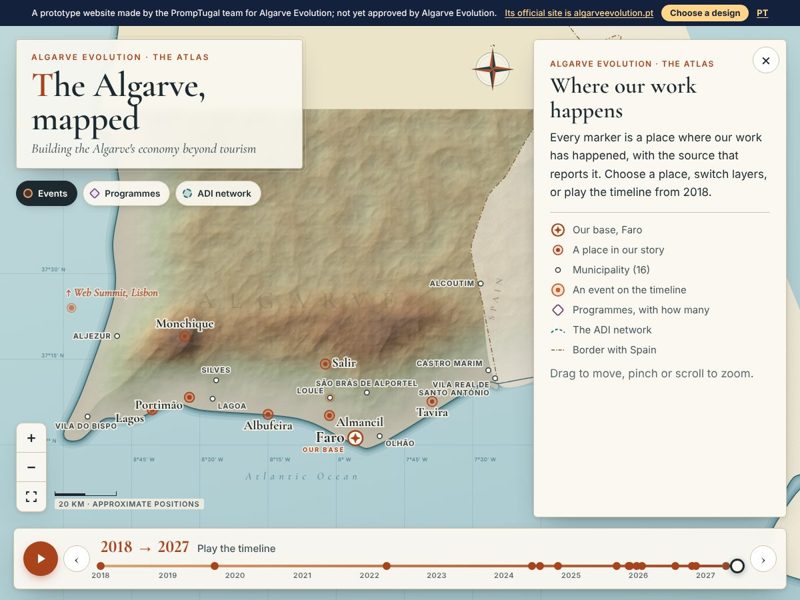 A prototype website made by the PrompTugal team for Algarve Evolution; not yet approved by Algarve Evolution. Its official site is algarveevolution.pt Choose a design PT
ALGARVE EVOLUTION · THE ATLAS
The Algarve,
mapped
Building the Algarve's economy beyond tourism
Events
Programmes
ADI network
ALGARVE EVOLUTION · THE ATLAS
Where our work
happens
Every marker is a place where our work
has happened, with the source that
reports it. Choose a place, switch layers,
or play the timeline from 2018.
Our base, Faro
A place in our story
Municipality (16)
An event on the timeline
Programmes, with how many
The ADI network
Border with Spain
Drag to move, pinch or scroll to zoom.
37°30' N
↑ Web Summit, Lisbon
ALCOUTIM
SPAIN
ALGARVE
Monchique
ALJEZUR
37°15' N
Salir
CASTRO MARIM
SILVES
SÃO BRÁS DE ALPORTEL
VILA REAL DE
SANTO ANTÓNIO
LOULÉ
Portimão
LAGOA
Tavira
Lagos
VILA DO BISPO
Albufeira
Almancil
Faro
OUR BASE
OLHÃO
8°45' W
8°30' W
8°15' W
8° W
7°45' W
7°30' W
Atlantic Ocean
+
−
20 KM · APPROXIMATE POSITIONS
2018 → 2027 Play the timeline
2018 2019 2020 2021 2022 2023 2024 2025 2026 2027